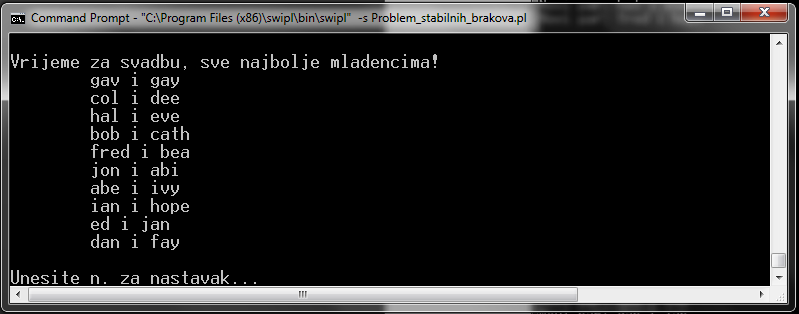 Command Prompt - "C:\Program Files (x86)\swipl\bin\swipl" -s Problem_stabilnih_brakova.pl
Vrijeme za svadbu, sve najbolje mladencima!
gav i gay
col i dee
hal i eve
bob i cath
fred i bea
jon i abi
abe i ivy
ian i hope
ed i jan
dan i fay
Unesite n. za nastavak...